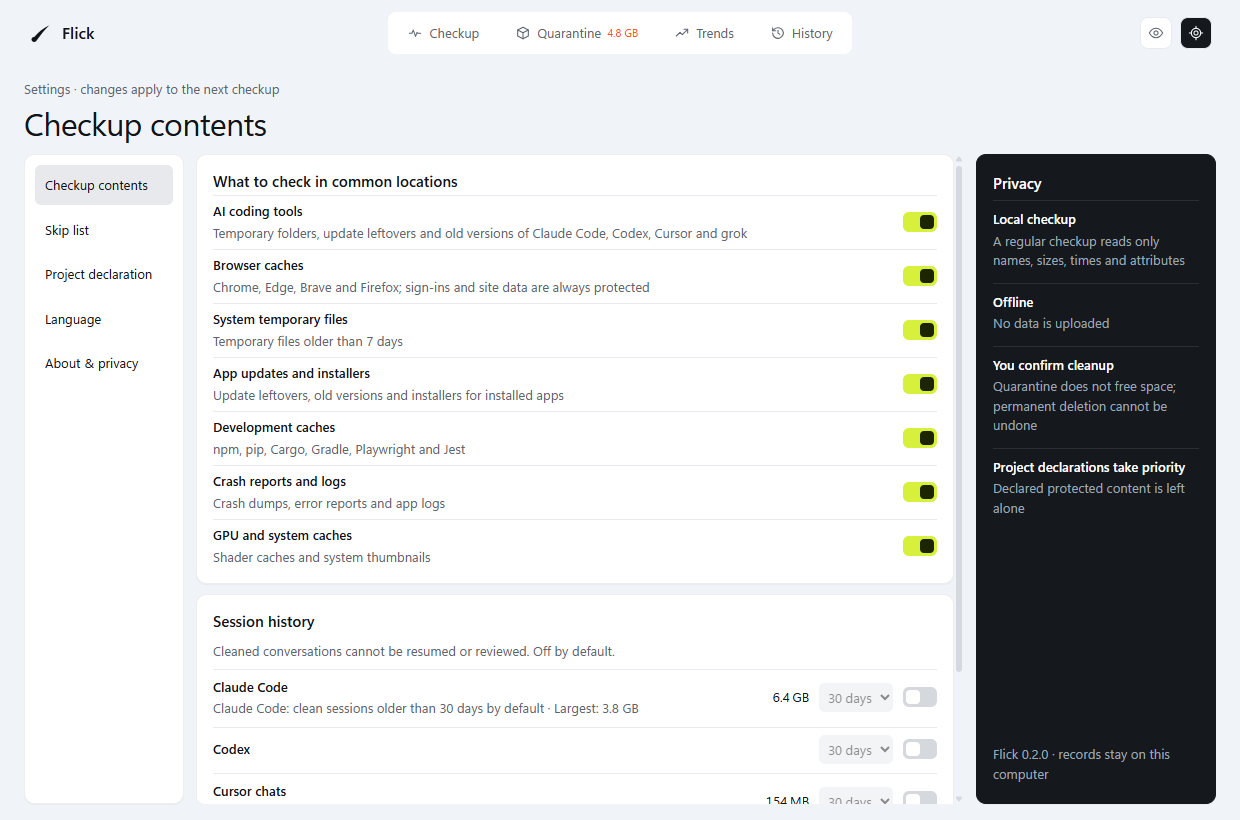 Flick
Checkup
Quarantine 4.8 GB
Trends
History
Settings · changes apply to the next checkup
Checkup contents
Checkup contents
Skip list
Project declaration
Language
About & privacy
What to check in common locations
AI coding tools
Temporary folders, update leftovers and old versions of Claude Code, Codex, Cursor and grok
Browser caches
Chrome, Edge, Brave and Firefox; sign-ins and site data are always protected
System temporary files
Temporary files older than 7 days
App updates and installers
Update leftovers, old versions and installers for installed apps
Development caches
npm, pip, Cargo, Gradle, Playwright and Jest
Crash reports and logs
Crash dumps, error reports and app logs
GPU and system caches
Shader caches and system thumbnails
Session history
Cleaned conversations cannot be resumed or reviewed. Off by default.
Claude Code
Claude Code: clean sessions older than 30 days by default · Largest: 3.8 GB
6.4 GB
30 days
Codex
30 days
Cursor chats
154 MB
30 days
Privacy
Local checkup
A regular checkup reads only
names, sizes, times and attributes
Offline
No data is uploaded
You confirm cleanup
Quarantine does not free space;
permanent deletion cannot be
undone
Project declarations take priority
Declared protected content is left
alone
Flick 0.2.0 · records stay on this
computer